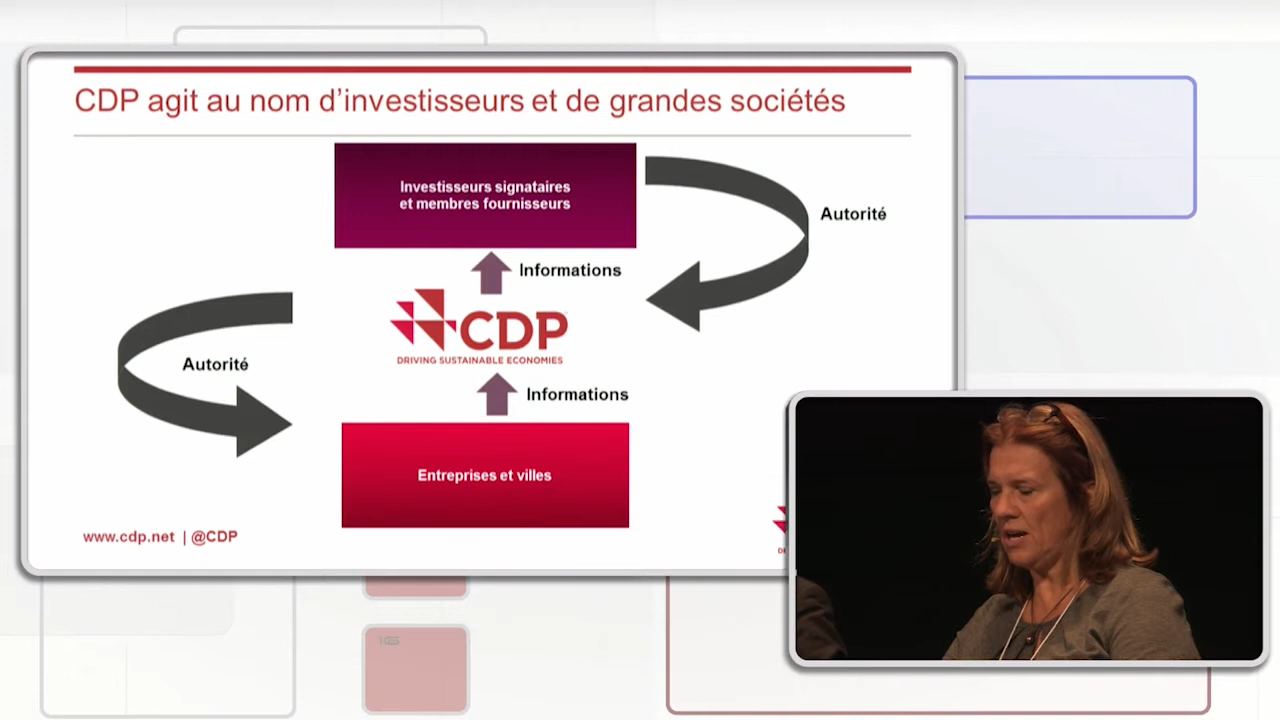 CDP agit au nom d'investisseurs et de grandes sociétés
Investisseurs signataires
et membres fournisseurs
Autorité
Informations
CDP
DRIVING SUSTAINABLE ECONOMIES
Autorité
Informations
Entreprises et villes
www.cdp.net | @CDP